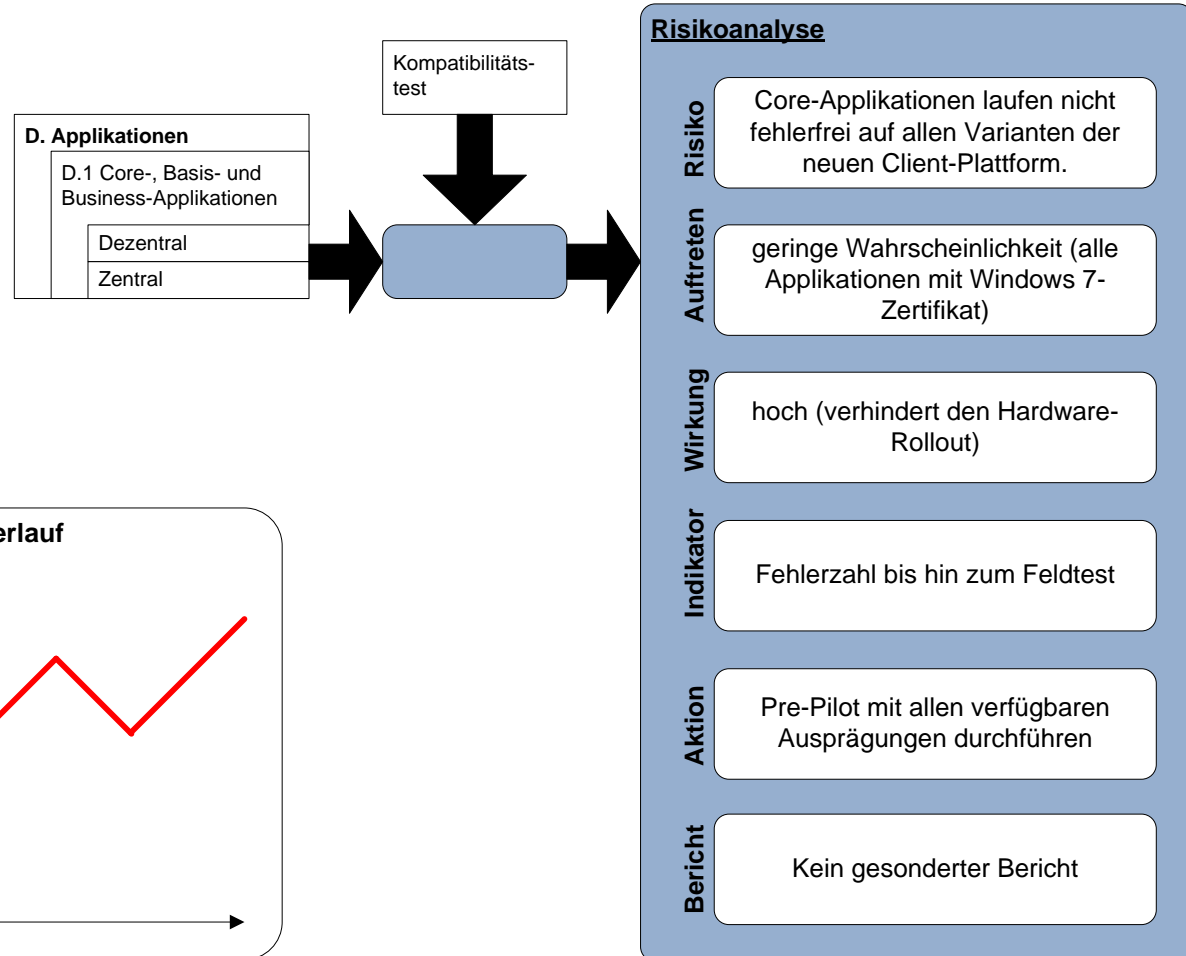 Kompatibilitäts-
test
D. Applikationen
D.1 Core-, Basis- und
Business-Applikationen
Dezentral
Zentral
erlauf
Risikoanalyse
Risiko
Core-Applikationen laufen nicht
fehlerfrei auf allen Varianten der
neuen Client-Plattform.
Auftreten
geringe Wahrscheinlichkeit (alle
Applikationen mit Windows 7-
Zertifikat)
Wirkung
hoch (verhindert den Hardware-
Rollout)
Indikator
Fehlerzahl bis hin zum Feldtest
Aktion
Pre-Pilot mit allen verfügbaren
Ausprägungen durchführen
Bericht
Kein gesonderter Bericht